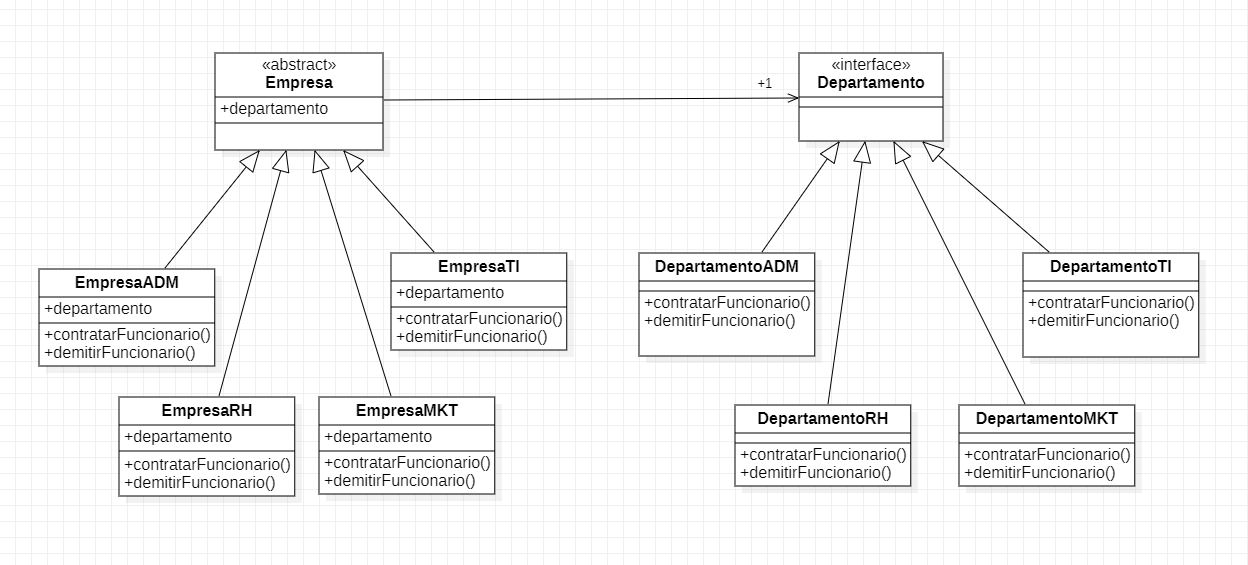 «abstract»
Empresa
+departamento
+1
«interface»
Departamento
EmpresaADM
+departamento
+contratarFuncionario()
+demitirFuncionario()
EmpresaTI
+departamento
+contratarFuncionario()
+demitirFuncionario()
EmpresaRH
+departamento
+contratarFuncionario()
+demitirFuncionario()
EmpresaMKT
+departamento
+contratarFuncionario()
+demitirFuncionario()
DepartamentoADM
+contratarFuncionario()
+demitirFuncionario()
DepartamentoTI
+contratarFuncionario()
+demitirFuncionario()
DepartamentoRH
+contratarFuncionario()
+demitirFuncionario()
DepartamentoMKT
+contratarFuncionario()
+demitirFuncionario()